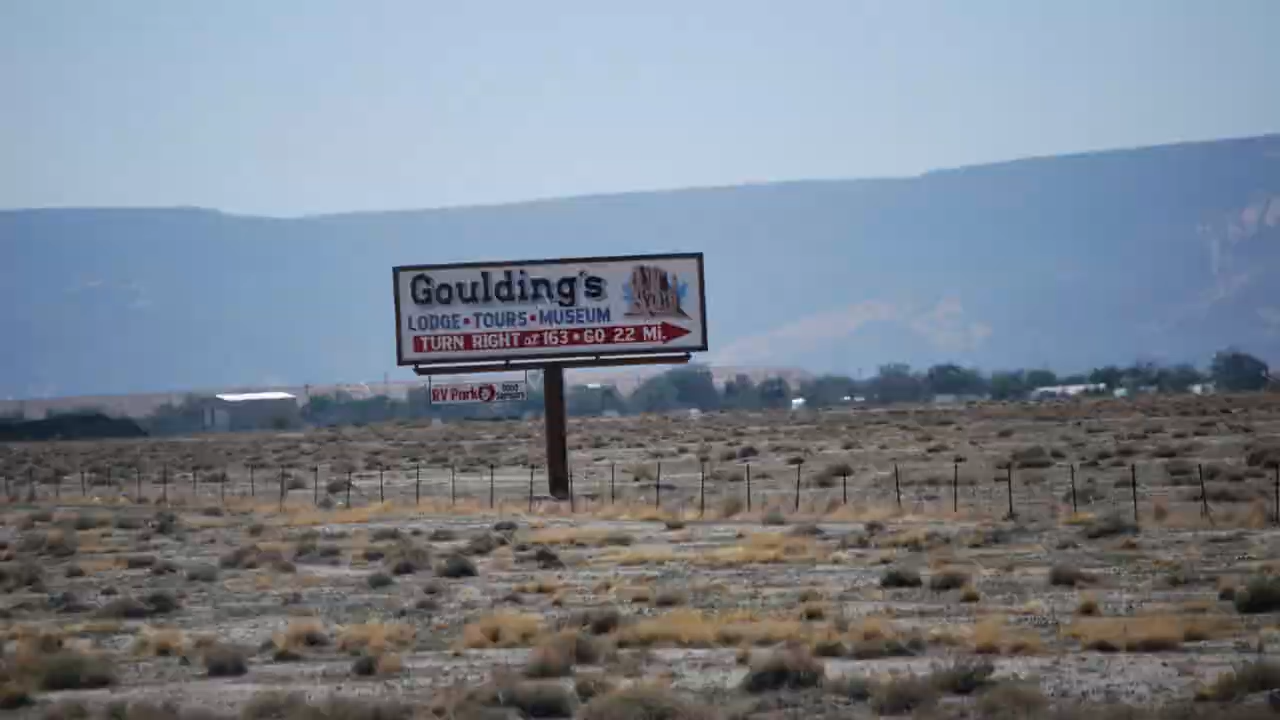 Goulding's
LODGE • TOURS • MUSEUM
TURN RIGHT at 163 • GO 22 Mi.
RV Park